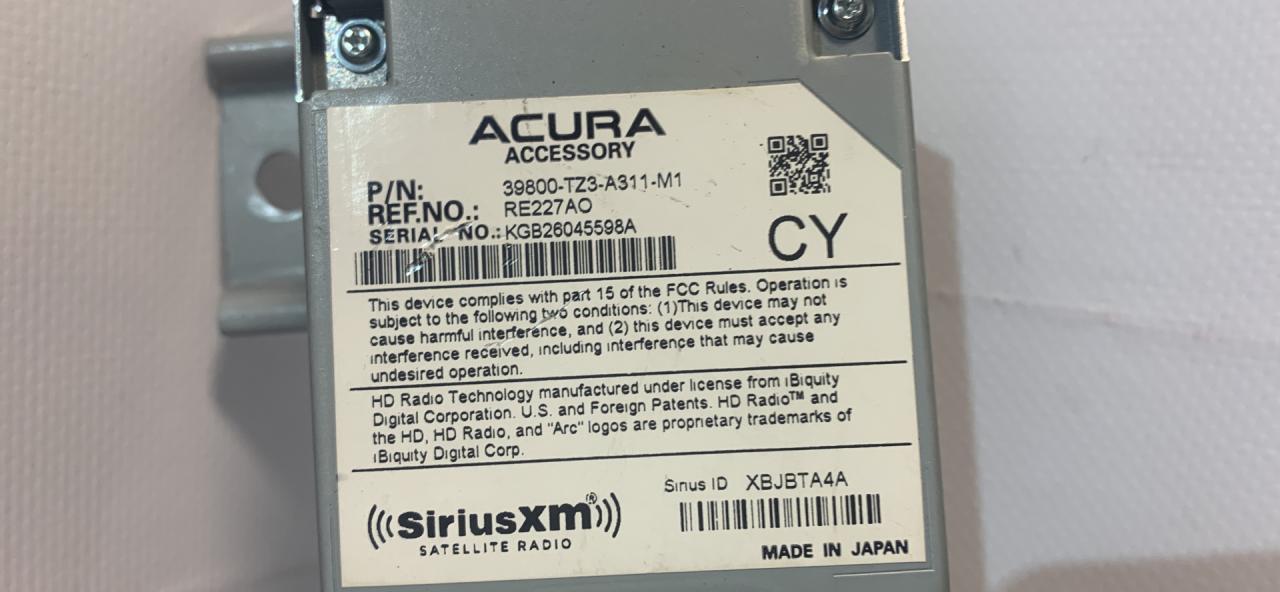 ACURA
ACCESSORY
P/N: 39800-TZ3-A311-M1
REF.NO.: RE227AO
SERIAL NO.: KGB26045598A
CY
This device complies with part 15 of the FCC Rules. Operation is
subject to the following two conditions: (1)This device may not
cause harmful interference, and (2) this device must accept any
interference received, including interference that may cause
undesired operation.
HD Radio Technology manufactured under license from iBiquity
Digital Corporation. U.S. and Foreign Patents. HD Radio™ and
the HD, HD Radio, and "Arc" logos are proprietary trademarks of
iBiquity Digital Corp.
Sirius ID XBJBTA4A
SiriusXm®
SATELLITE RADIO
MADE IN JAPAN